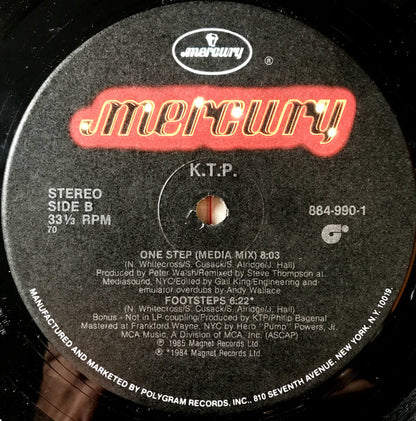 mercury
®
mercury
K.T.P.
STEREO
SIDE B
33⅓ RPM
70
884-990-1
ONE STEP (MEDIA MIX) 8:03
(N. Whitecross/S. Cusack/S. Alridge/J. Hall)
Produced by Peter Walsh/Remixed by Steve Thompson at
Mediasound, NYC/Edited by Gail King/Engineering and
emulator overdubs by Andy Wallace
FOOTSTEPS 6:22*
(N. Whitecross/S. Cusack/S. Alridge/J. Hall)
Bonus - Not in LP coupling/Produced by KTP/Philip Bagenal
Mastered at Frankford Wayne, NYC by Herb "Pump" Powers, Jr.
MCA Music, A Division of MCA Inc. (ASCAP)
℗ 1985 Magnet Records Ltd.
*℗ 1984 Magnet Records Ltd.
MANUFACTURED AND MARKETED BY POLYGRAM RECORDS, INC., 810 SEVENTH AVENUE, NEW YORK, N.Y. 10019.